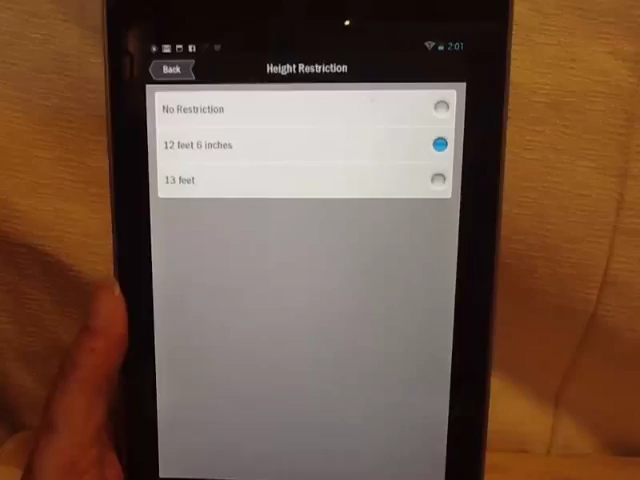 2:01
Back
Height Restriction
No Restriction
12 feet 6 inches
13 feet